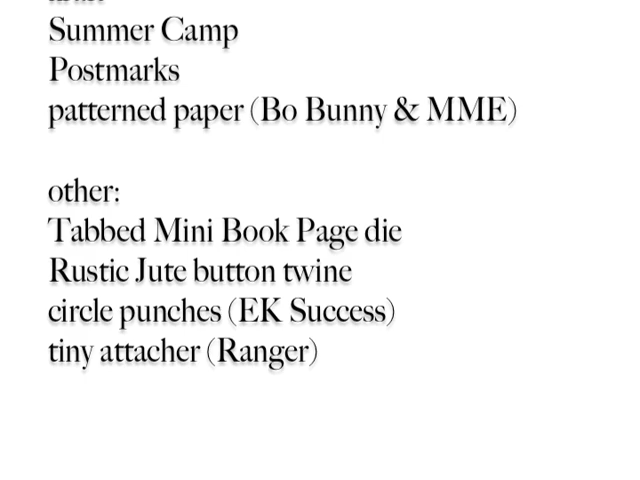 Summer Camp
Postmarks
patterned paper (Bo Bunny & MME)
other:
Tabbed Mini Book Page die
Rustic Jute button twine
circle punches (EK Success)
tiny attacher (Ranger)